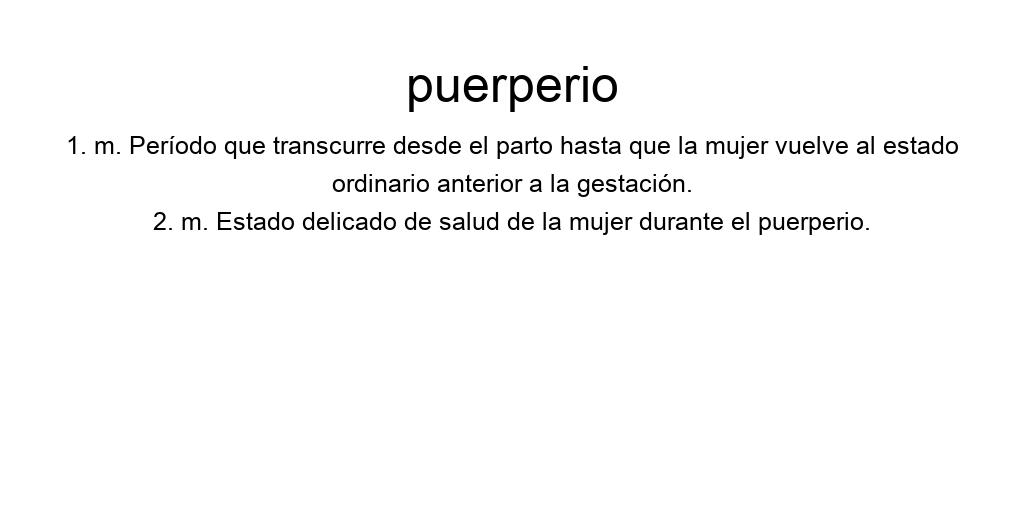 puerperio
1. m. Período que transcurre desde el parto hasta que la mujer vuelve al estado
ordinario anterior a la gestación.
2. m. Estado delicado de salud de la mujer durante el puerperio.